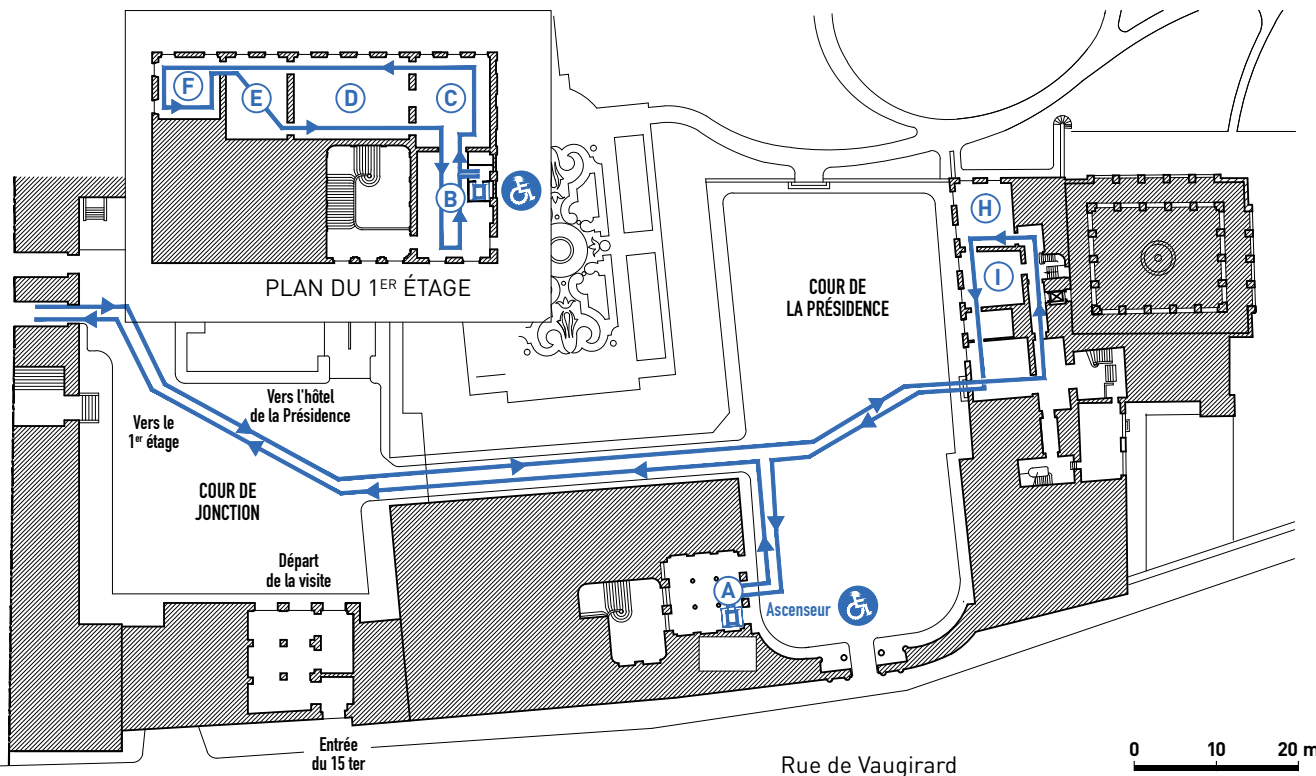 F
E
D
C
B
PLAN DU 1ER ÉTAGE
H
I
COUR DE
LA PRÉSIDENCE
Vers l'hôtel
de la Présidence
Vers le
1er étage
COUR DE
JONCTION
Départ
de la visite
A
Ascenseur
Entrée
du 15 ter
Rue de Vaugirard
0 10 20 m